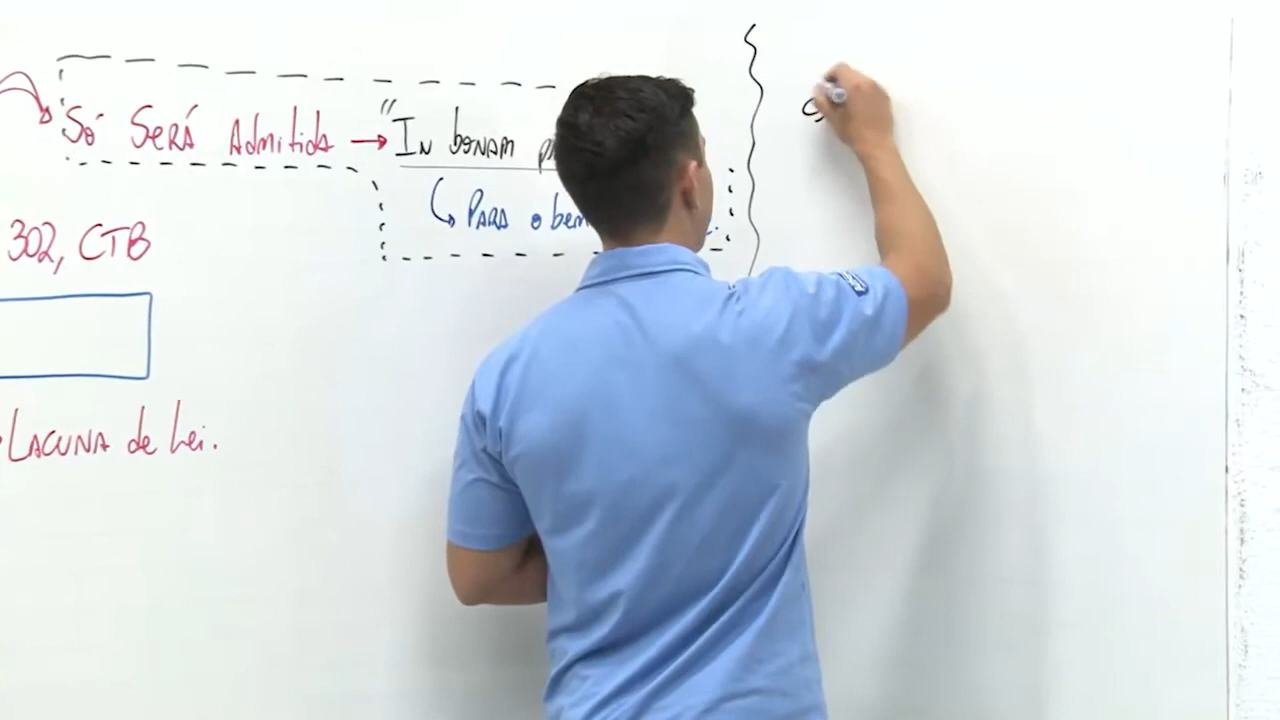 Só Será Admitida → "In bonam
↳ Para o bem
302, CTB
Lacuna de Lei.